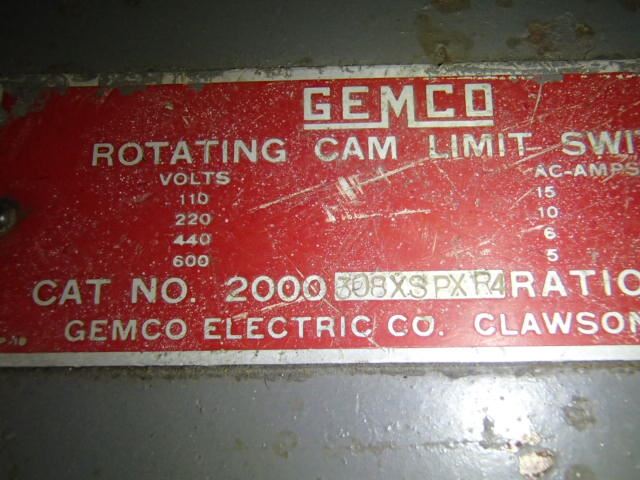 GEMCO
ROTATING CAM LIMIT SWI
VOLTS AC-AMPS
110 15
220 10
440 6
600 5
CAT NO. 2000 308XSPXR4 RATIO
GEMCO ELECTRIC CO. CLAWSON